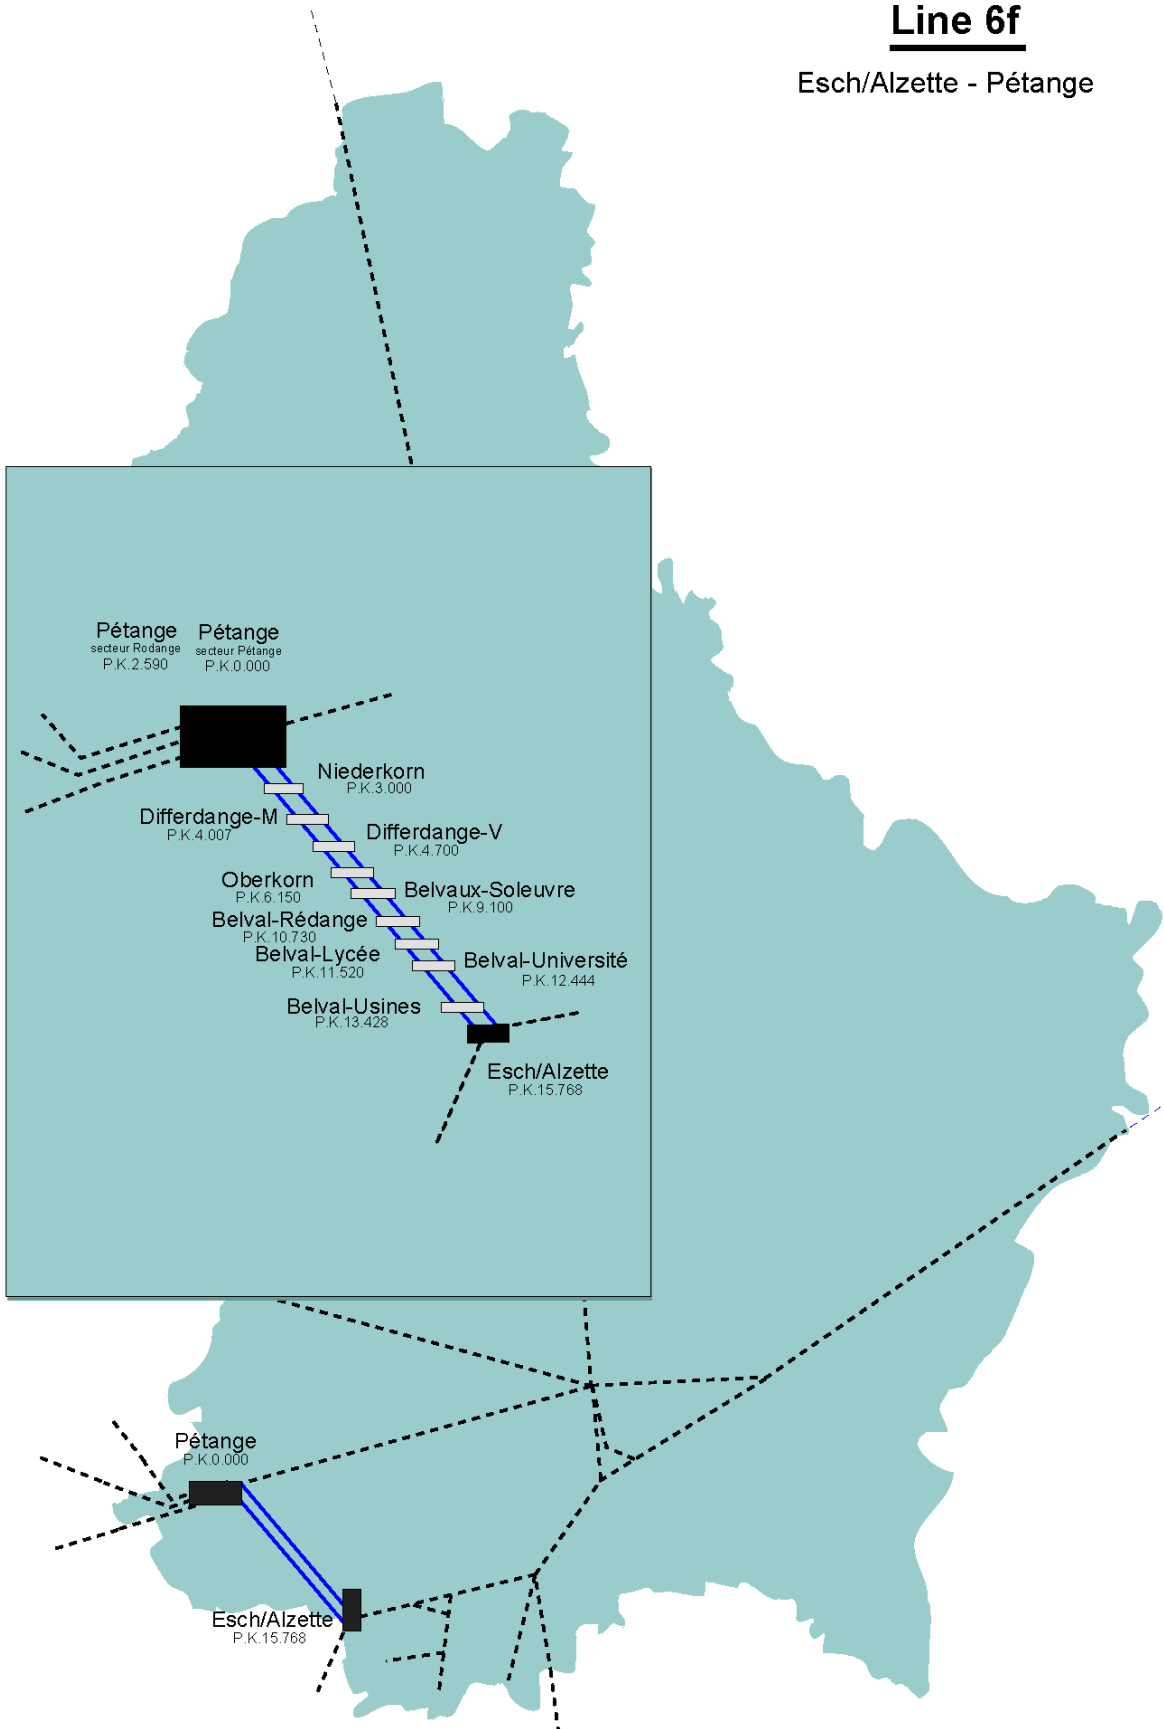 Line 6f
Esch/Alzette - Pétange
Pétange
secteur Rodange
P.K.2.590
Pétange
secteur Pétange
P.K.0.000
Niederkorn
P.K.3.000
Differdange-M
P.K.4.007
Differdange-V
P.K.4.700
Oberkorn
P.K.6.150
Belvaux-Soleuvre
P.K.9.100
Belval-Rédange
P.K.10.730
Belval-Lycée
P.K.11.520
Belval-Université
P.K.12.444
Belval-Usines
P.K.13.428
Esch/Alzette
P.K.15.768
Pétange
P.K.0.000
Esch/Alzette
P.K.15.768